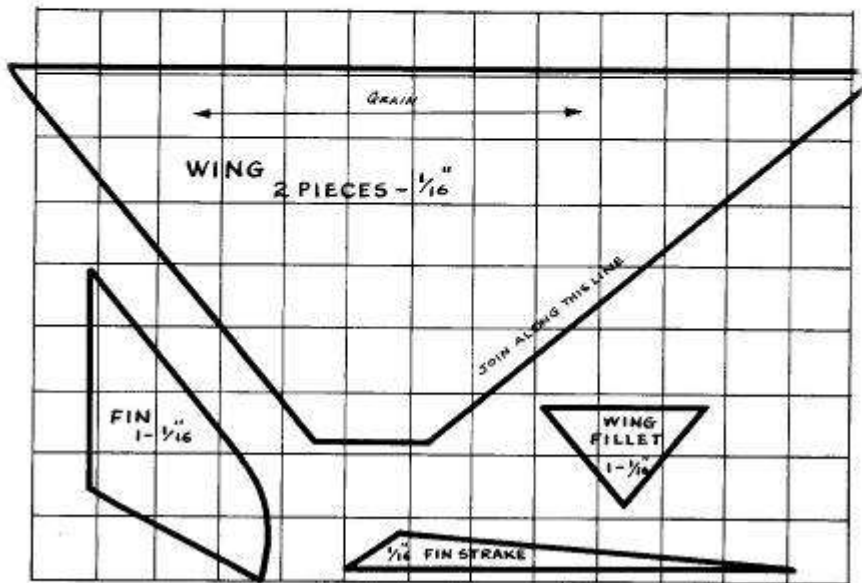 GRAIN
WING
2 PIECES - 1/16"
JOIN ALONG THIS LINE
FIN
1 - 1/16"
WING
FILLET
1 - 1/16"
1/16" FIN STRAKE